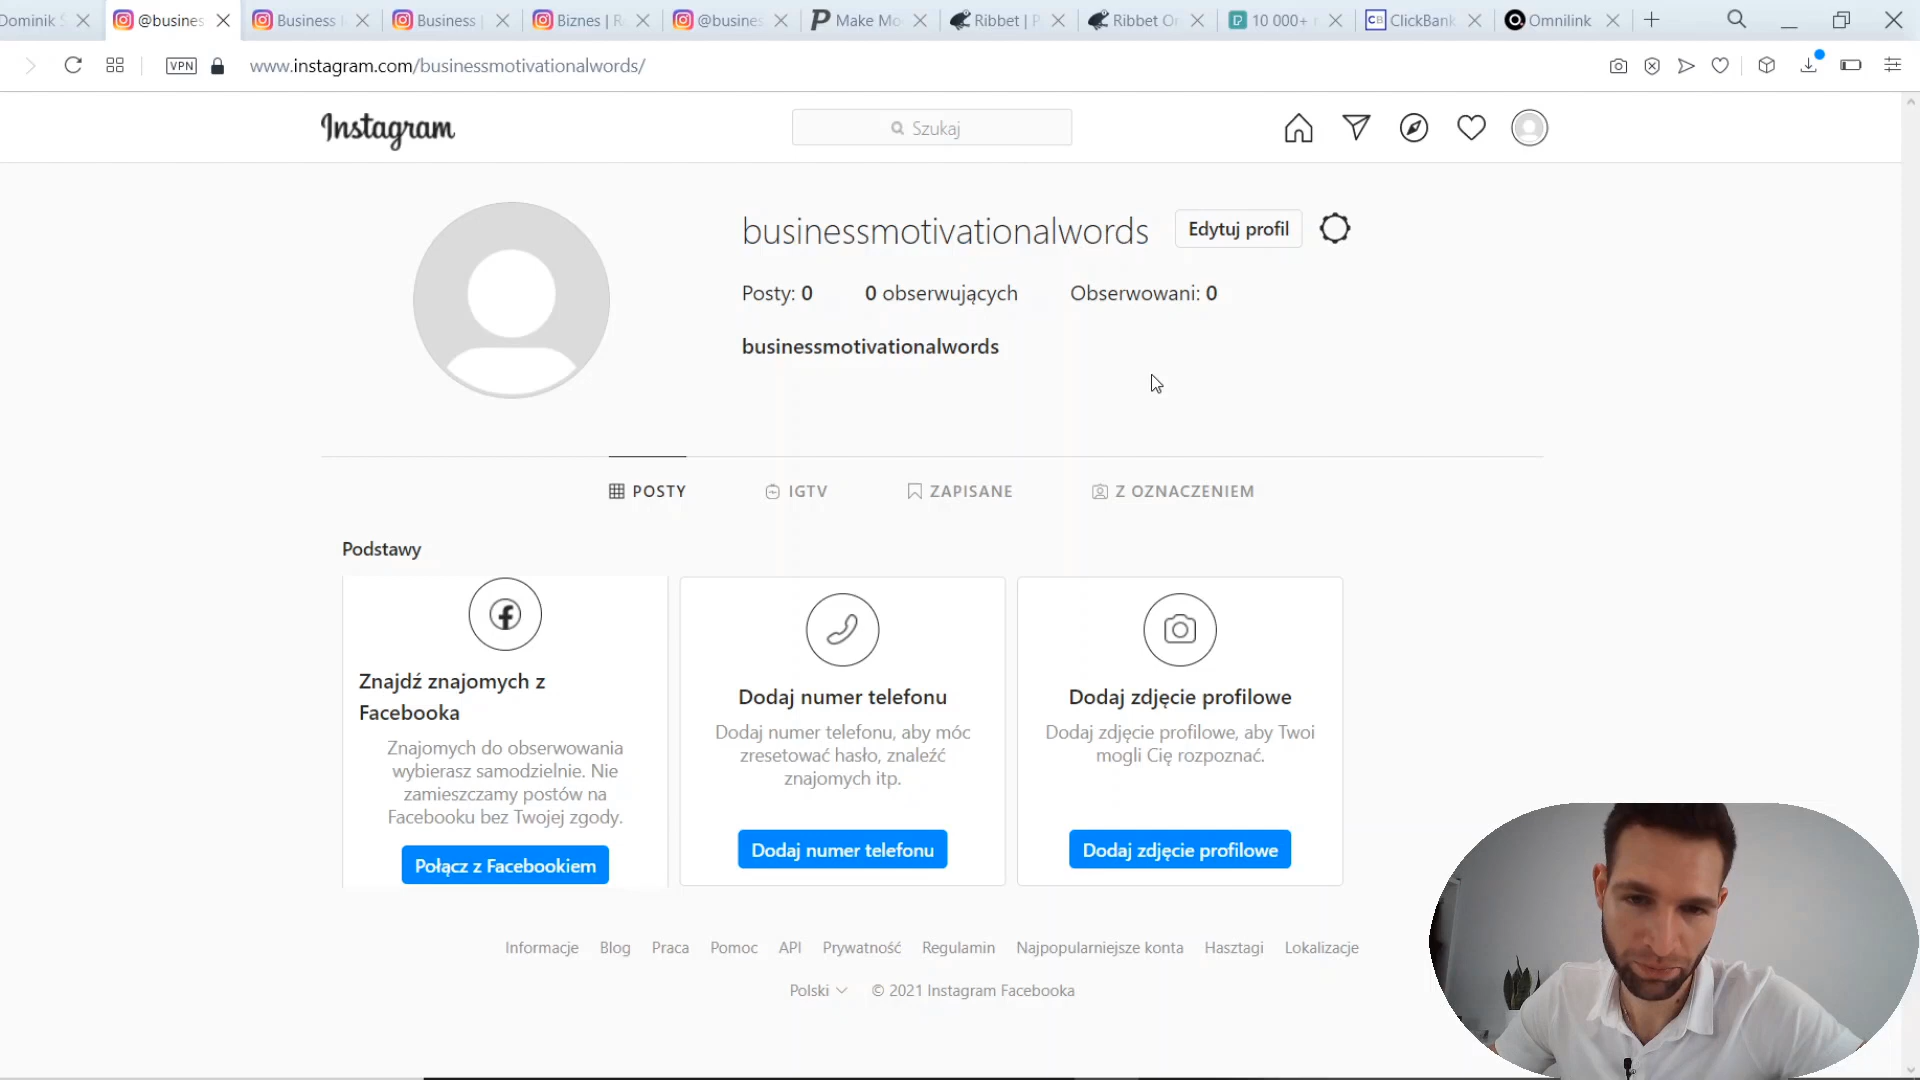 Dominik S
@busines
Business
Business |
Biznes | R
@busines
Make Mo
Ribbet | P
Ribbet O
10 000+
CB
ClickBank
Omnilink
VPN
www.instagram.com/businessmotivationalwords/
Instagram
Szukaj
businessmotivationalwords
Edytuj profil
Posty: 0
0 obserwujących
Obserwowani: 0
businessmotivationalwords
POSTY
IGTV
ZAPISANE
Z OZNACZENIEM
Podstawy
Znajdź znajomych z
Facebooka
Znajomych do obserwowania
wybierasz samodzielnie. Nie
zamieszczamy postów na
Facebooku bez Twojej zgody.
Połącz z Facebookiem
Dodaj numer telefonu
Dodaj numer telefonu, aby móc
zresetować hasło, znaleźć
znajomych itp.
Dodaj numer telefonu
Dodaj zdjęcie profilowe
Dodaj zdjęcie profilowe, aby Twoi
mogli Cię rozpoznać.
Dodaj zdjęcie profilowe
Informacje Blog Praca Pomoc API Prywatność Regulamin Najpopularniejsze konta Hasztagi Lokalizacje
Polski © 2021 Instagram Facebooka